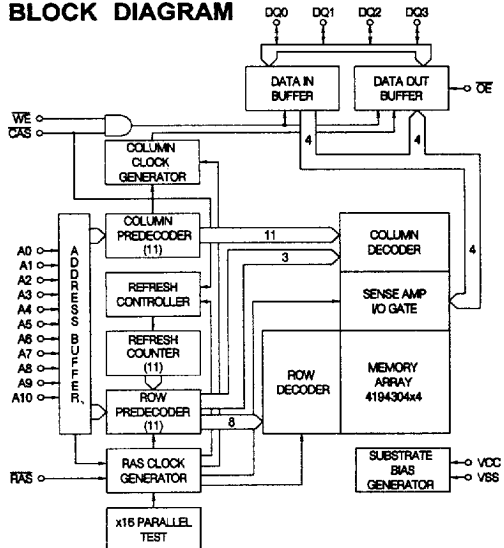 BLOCK DIAGRAM
DQ0 DQ1 DQ2 DQ3
DATA IN
BUFFER
DATA OUT
BUFFER
OE
WE
CAS
4
4
COLUMN
CLOCK
GENERATOR
COLUMN
PREDECODER
(11)
11
3
COLUMN
DECODER
4
ADDRESS BUFFER
A0
A1
A2
A3
A4
A5
A6
A7
A8
A9
A10
REFRESH
CONTROLLER
SENSE AMP
I/O GATE
REFRESH
COUNTER
(11)
ROW
DECODER
MEMORY
ARRAY
4194304x4
ROW
PREDECODER
(11)
8
RAS
RAS CLOCK
GENERATOR
SUBSTRATE
BIAS
GENERATOR
VCC
VSS
x16 PARALLEL
TEST